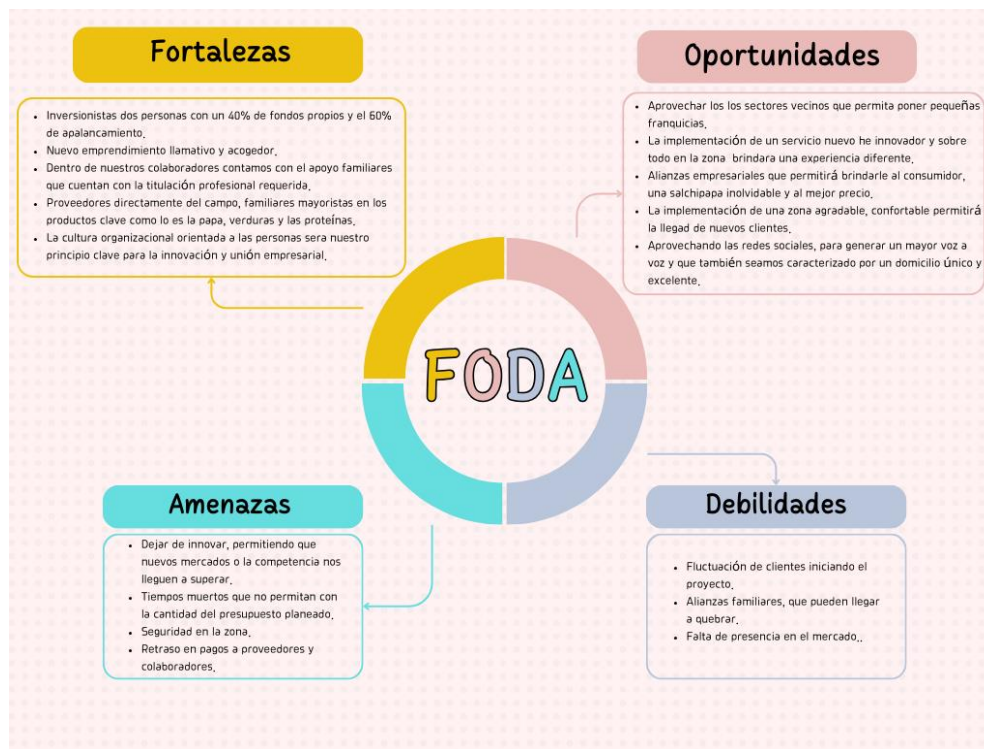 Fortalezas
• Inversionistas dos personas con un 40% de fondos propios y el 60%
de apalancamiento.
• Nuevo emprendimiento llamativo y acogedor.
• Dentro de nuestros colaboradores contamos con el apoyo familiares
que cuentan con la titulación profesional requerida.
• Proveedores directamente del campo, familiares mayoristas en los
productos clave como lo es la papa, verduras y las proteínas.
• La cultura organizacional orientada a las personas sera nuestro
principio clave para la innovación y unión empresarial.
Oportunidades
• Aprovechar los los sectores vecinos que permita poner pequeñas
franquicias.
• La implementación de un servicio nuevo he innovador y sobre
todo en la zona brindara una experiencia diferente.
• Alianzas empresariales que permitirá brindarle al consumidor,
una salchipapa inolvidable y al mejor precio.
• La implementación de una zona agradable, confortable permitirá
la llegad de nuevos clientes.
• Aprovechando las redes sociales, para generar un mayor voz a
voz y que también seamos caracterizado por un domicilio único y
excelente.
FODA
Amenazas
• Dejar de innovar, permitiendo que
nuevos mercados o la competencia nos
lleguen a superar.
• Tiempos muertos que no permitan con
la cantidad del presupuesto planeado.
• Seguridad en la zona.
• Retraso en pagos a proveedores y
colaboradores.
Debilidades
• Fluctuación de clientes iniciando el
proyecto.
• Alianzas familiares, que pueden llegar
a quebrar.
• Falta de presencia en el mercado..